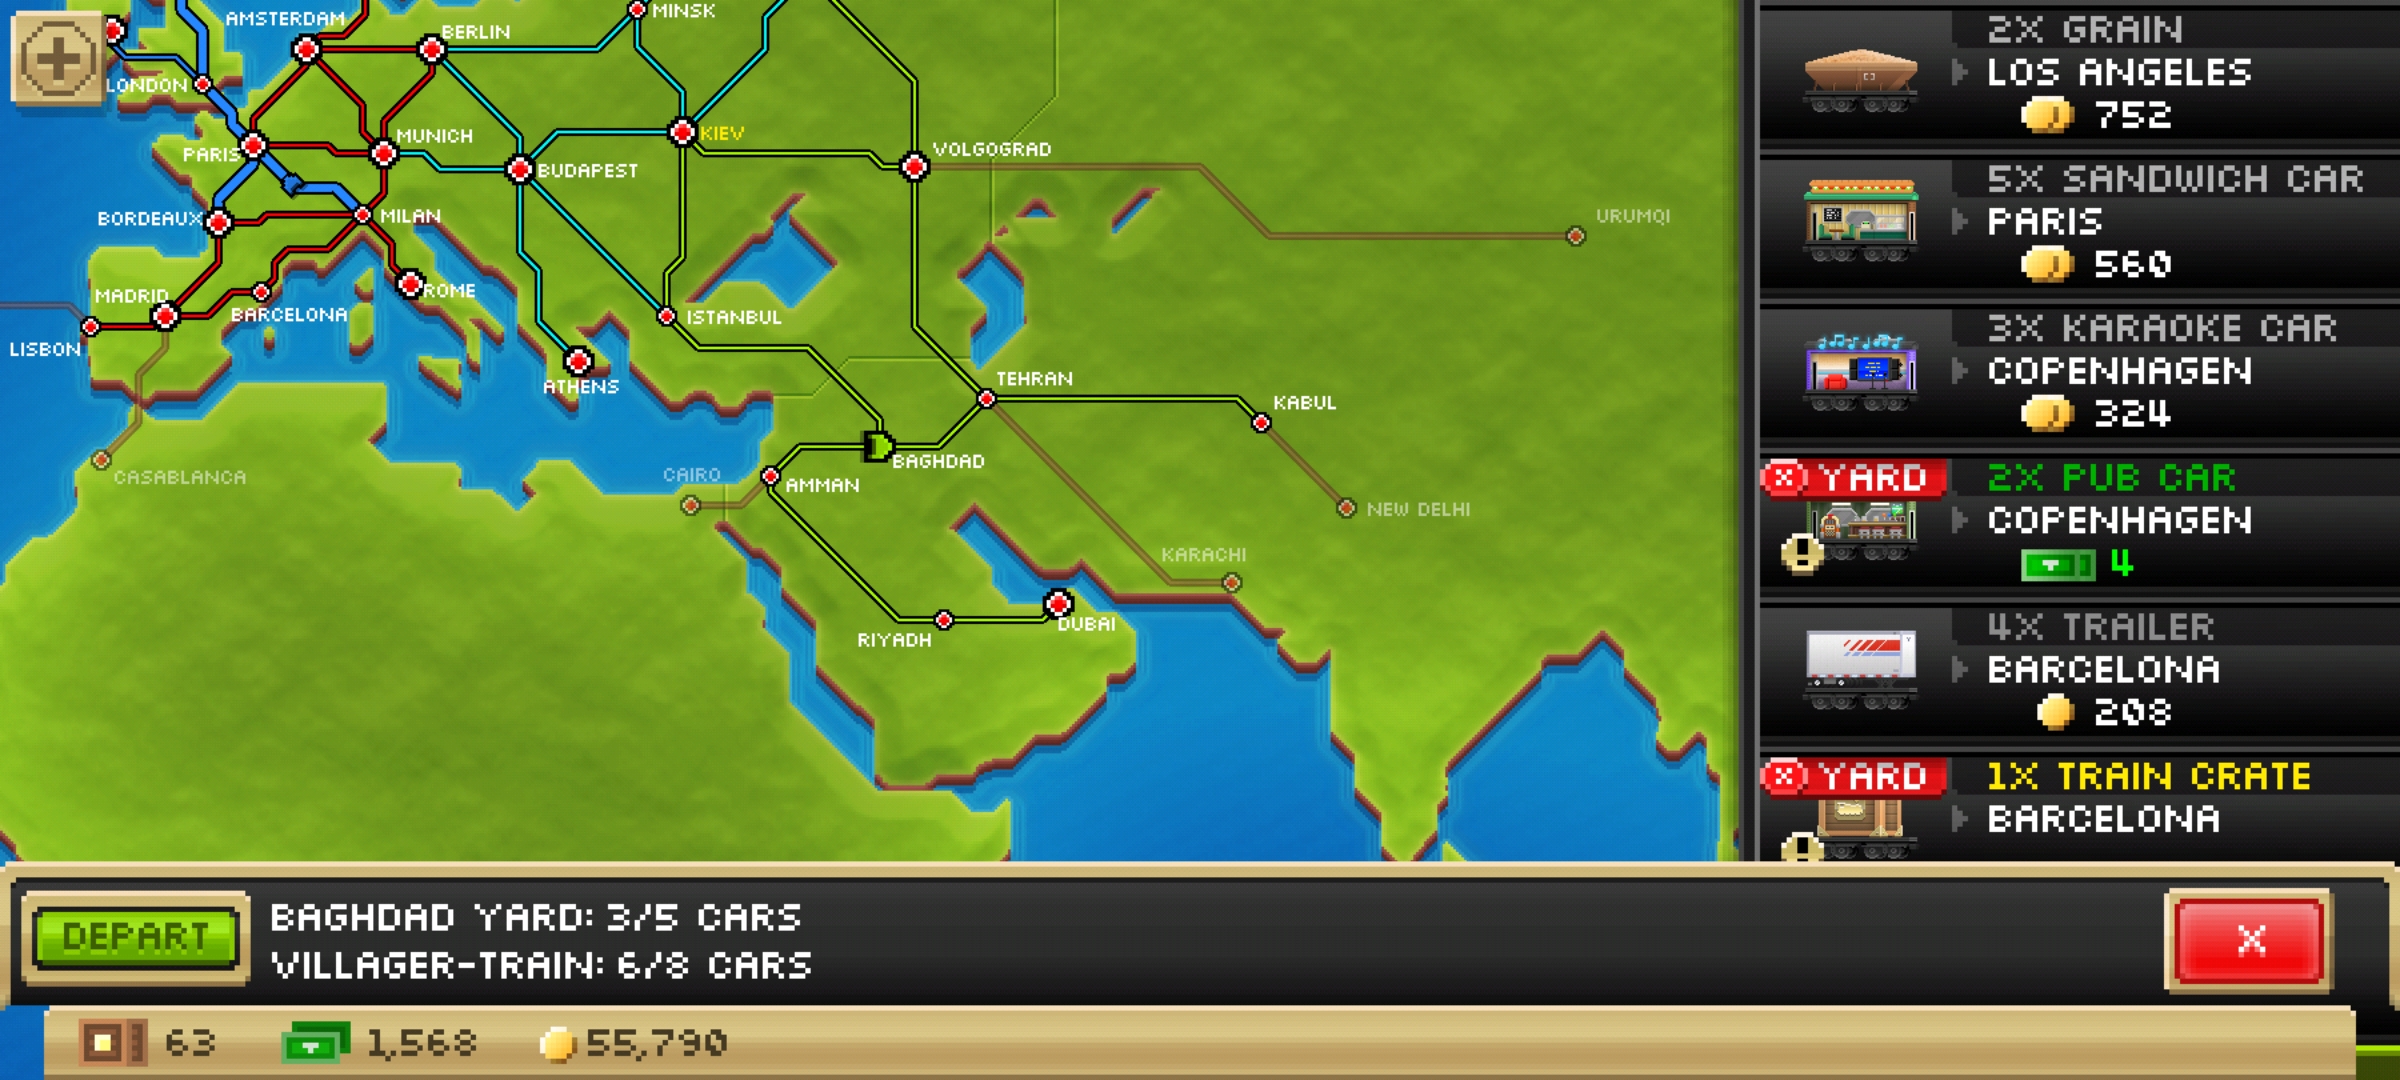 AMSTERDAM
BERLIN
MINSK
LONDON
PARIS
MUNICH
KIEV
BUDAPEST
VOLGOGRAD
BORDEAUX
MILAN
URUMQI
MADRID
BARCELONA
ROME
ISTANBUL
LISBON
ATHENS
TEHRAN
KABUL
CASABLANCA
CAIRO
BAGHDAD
AMMAN
NEW DELHI
KARACHI
RIYADH
DUBAI
2X GRAIN
LOS ANGELES
752
5X SANDWICH CAR
PARIS
560
3X KARAOKE CAR
COPENHAGEN
324
YARD
2X PUB CAR
COPENHAGEN
4
4X TRAILER
BARCELONA
208
YARD
1X TRAIN CRATE
BARCELONA
DEPART
BAGHDAD YARD: 3/5 CARS
VILLAGER-TRAIN: 6/8 CARS
X
63
1,568
55,790